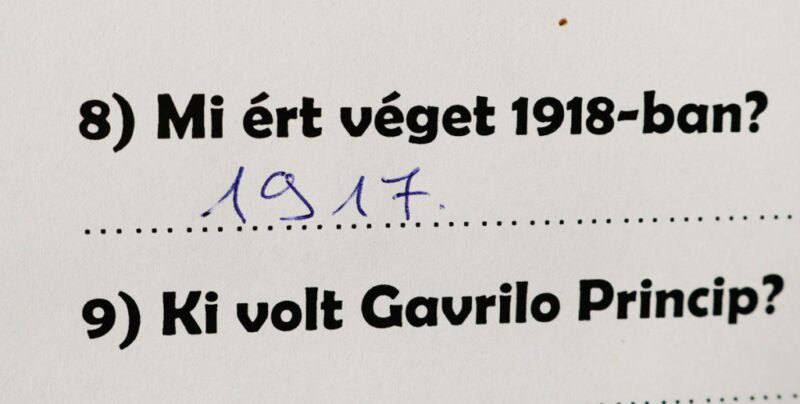 8) Mi ért véget 1918-ban?
1917.
9) Ki volt Gavrilo Princip?